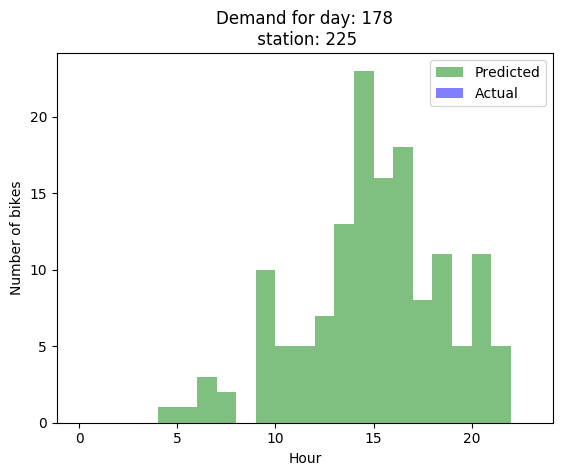 Demand for day: 178
station: 225
Predicted
Actual
Number of bikes
20
15
10
5
0
0 5 10 15 20
Hour